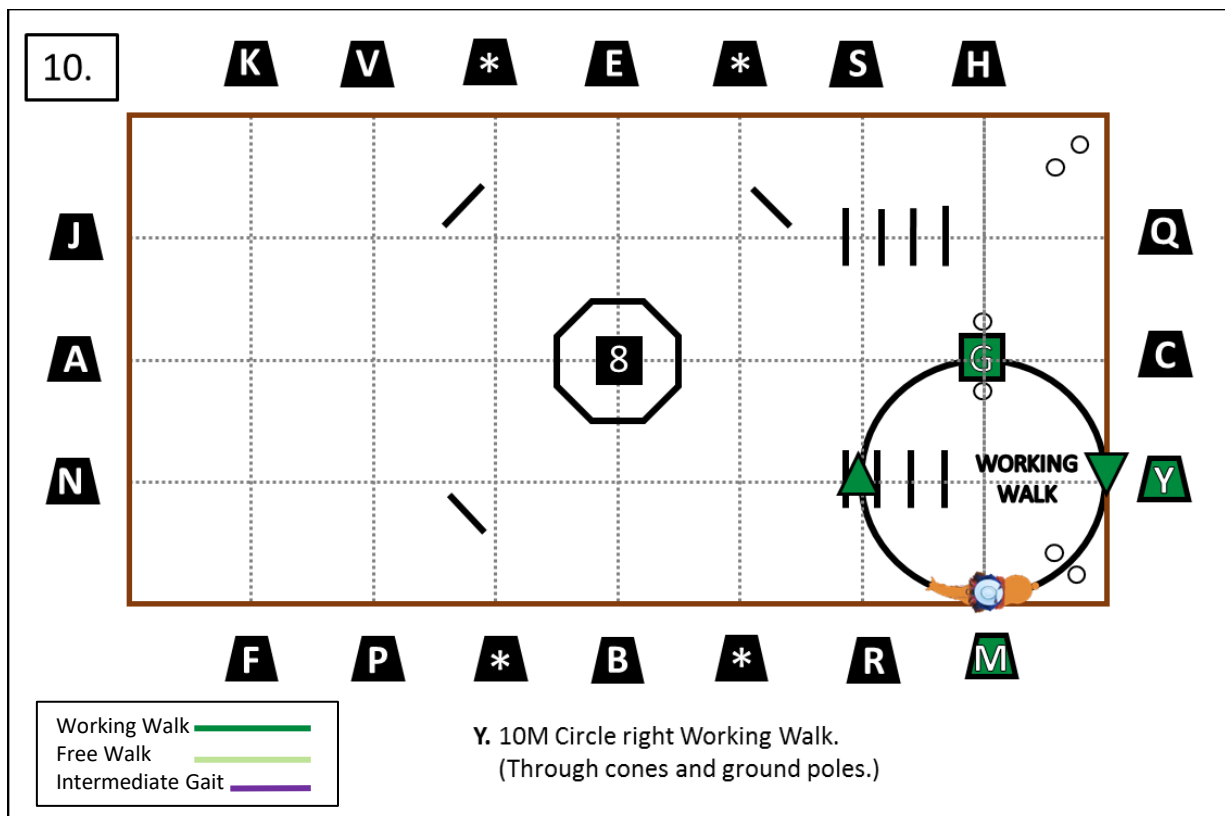 10.
K V * E * S H
J Q
8
G
A C
WORKING
WALK
N Y
F P * B * R M
Working Walk
Free Walk
Intermediate Gait
Y. 10M Circle right Working Walk.
(Through cones and ground poles.)